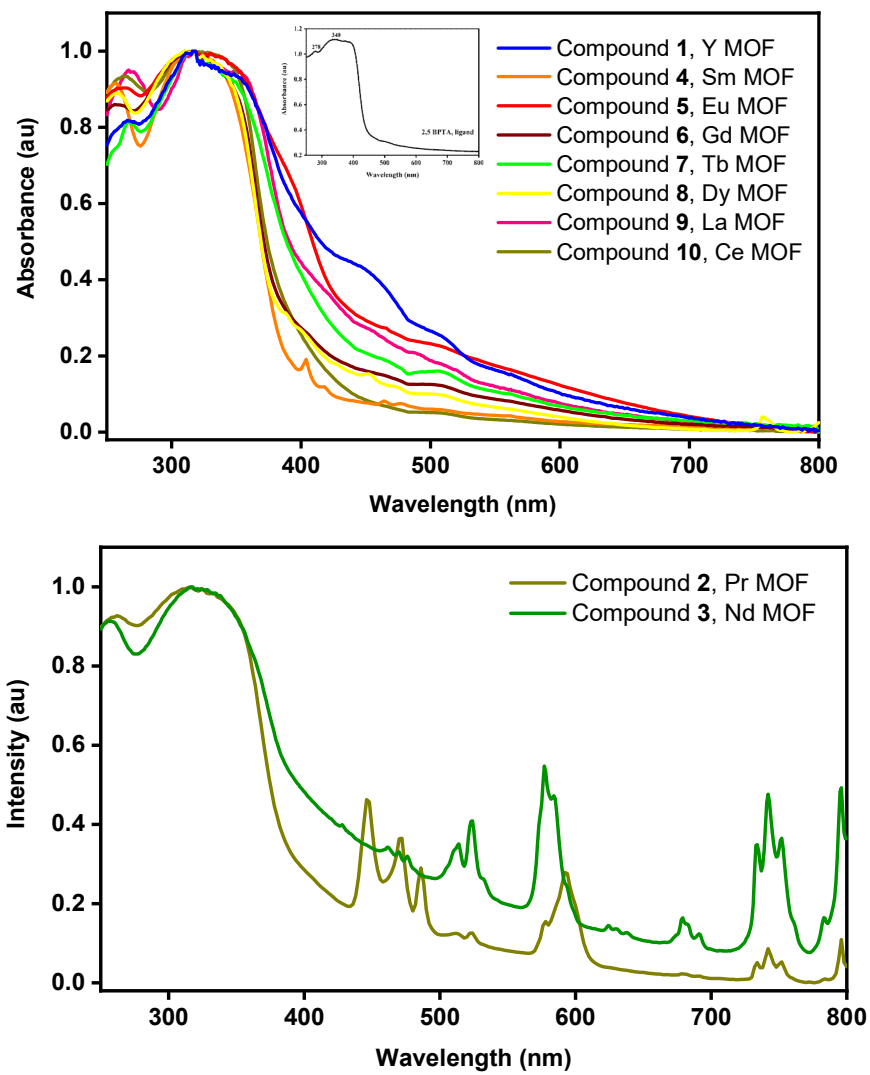 1.0
0.8
0.6
0.4
0.2
0.0
Absorbance (au)
300
400
500
600
700
800
Wavelength (nm)
1.2
1.0
0.8
0.6
0.4
0.2
Absorbance (au)
278
340
2.5 BPTA, ligand
300
400
500
600
700
800
Wavelength (nm)
Compound 1, Y MOF
Compound 4, Sm MOF
Compound 5, Eu MOF
Compound 6, Gd MOF
Compound 7, Tb MOF
Compound 8, Dy MOF
Compound 9, La MOF
Compound 10, Ce MOF
1.0
0.8
0.6
0.4
0.2
0.0
Intensity (au)
Compound 2, Pr MOF
Compound 3, Nd MOF
300
400
500
600
700
800
Wavelength (nm)